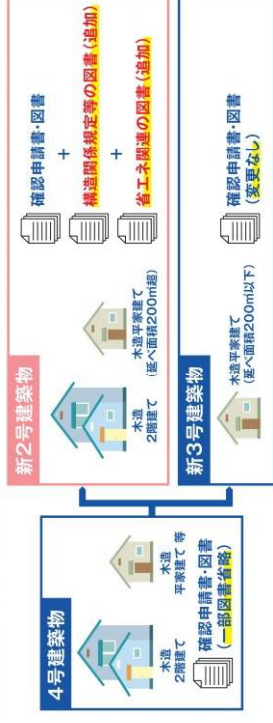 4号建築物
木造
2階建て
木造
平家建て 等
確認申請書・図書
(一部図書省略)
新2号建築物
木造
2階建て
木造平家建て
(延べ面積200㎡超)
確認申請書・図書
+
構造関係規定等の図書(追加)
+
省エネ関連の図書(追加)
新3号建築物
木造平家建て
(延べ面積200㎡以下)
確認申請書・図書
(変更なし)